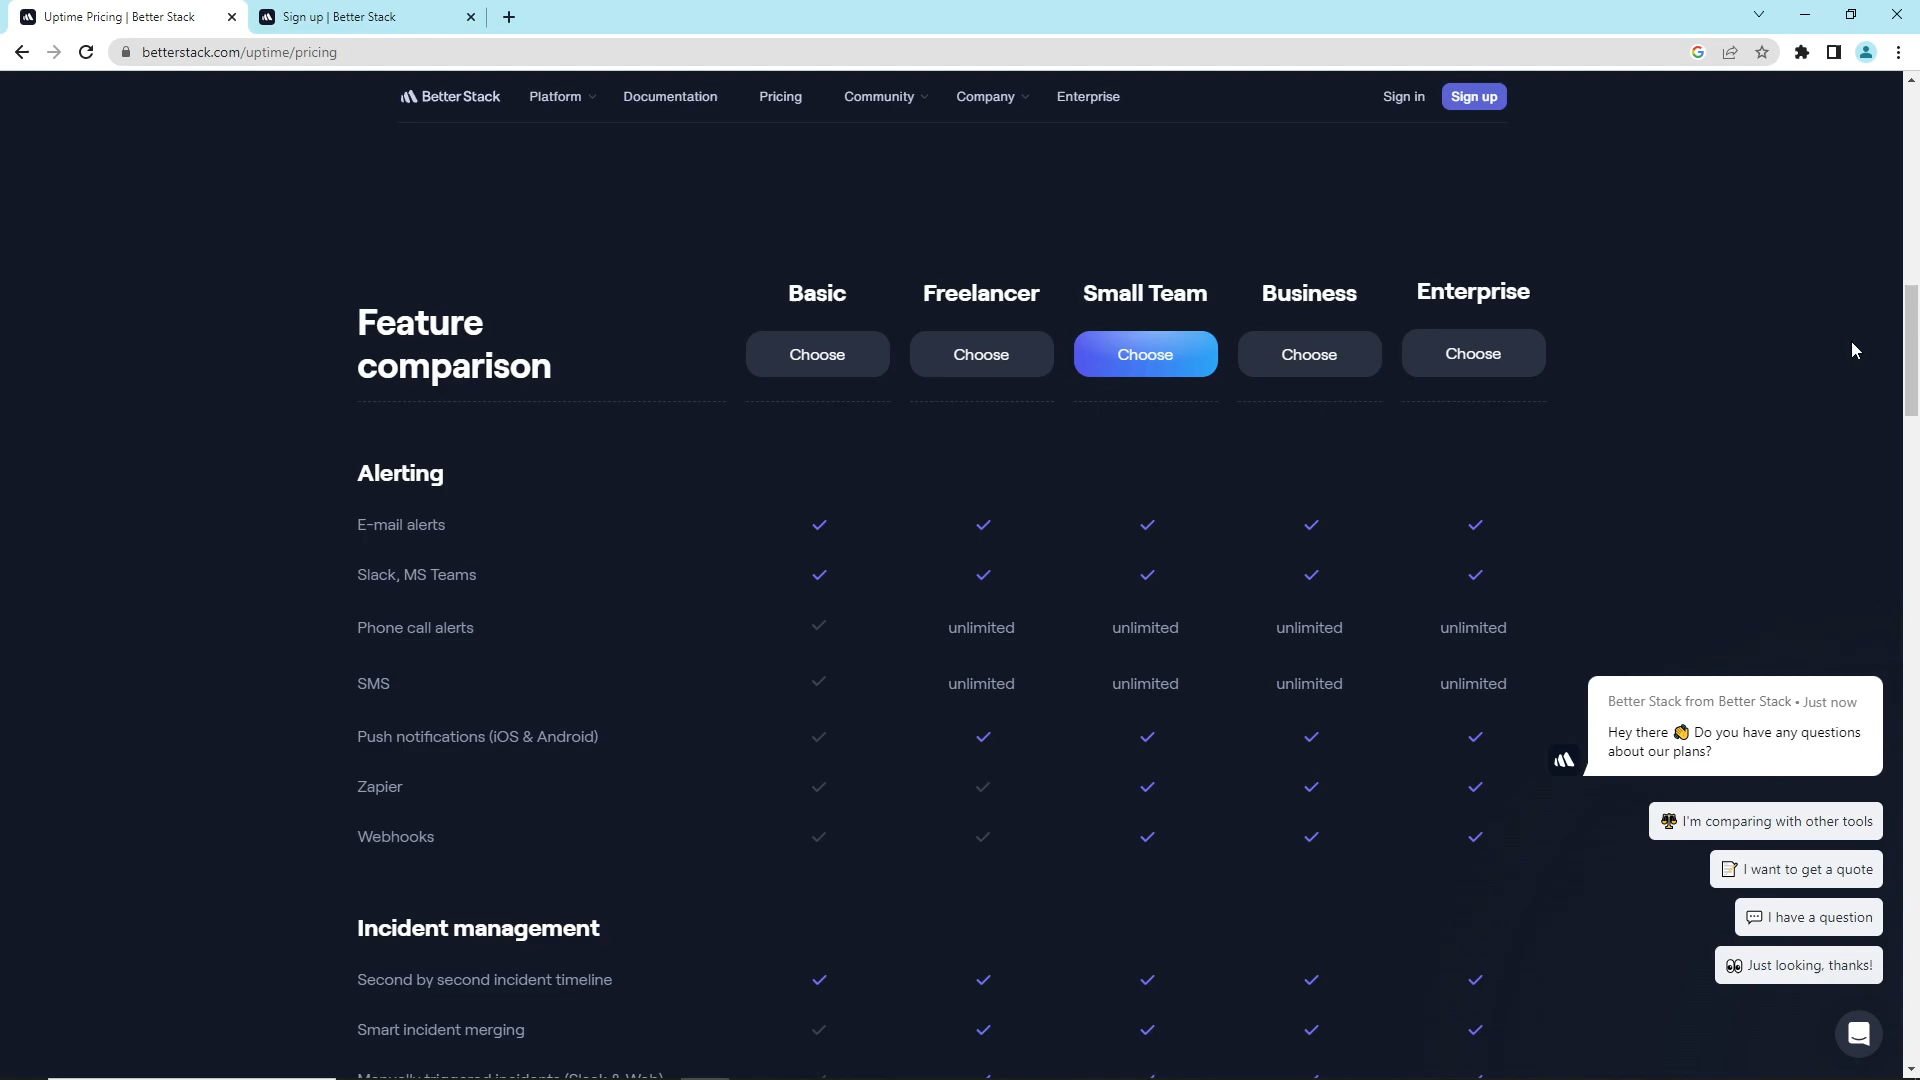 Uptime Pricing | Better Stack
Sign up | Better Stack
betterstack.com/uptime/pricing
Better Stack Platform Documentation Pricing Community Company Enterprise Sign in Sign up
Feature
comparison
Basic Freelancer Small Team Business Enterprise
Choose Choose Choose Choose Choose
Alerting
E-mail alerts
Slack, MS Teams
Phone call alerts unlimited unlimited unlimited unlimited
SMS unlimited unlimited unlimited unlimited
Push notifications (iOS & Android)
Zapier
Webhooks
Incident management
Second by second incident timeline
Smart incident merging
Manually triggered incidents (Slack & Web)
Better Stack from Better Stack • Just now
Hey there 👋 Do you have any questions
about our plans?
I'm comparing with other tools
I want to get a quote
I have a question
👀 Just looking, thanks!